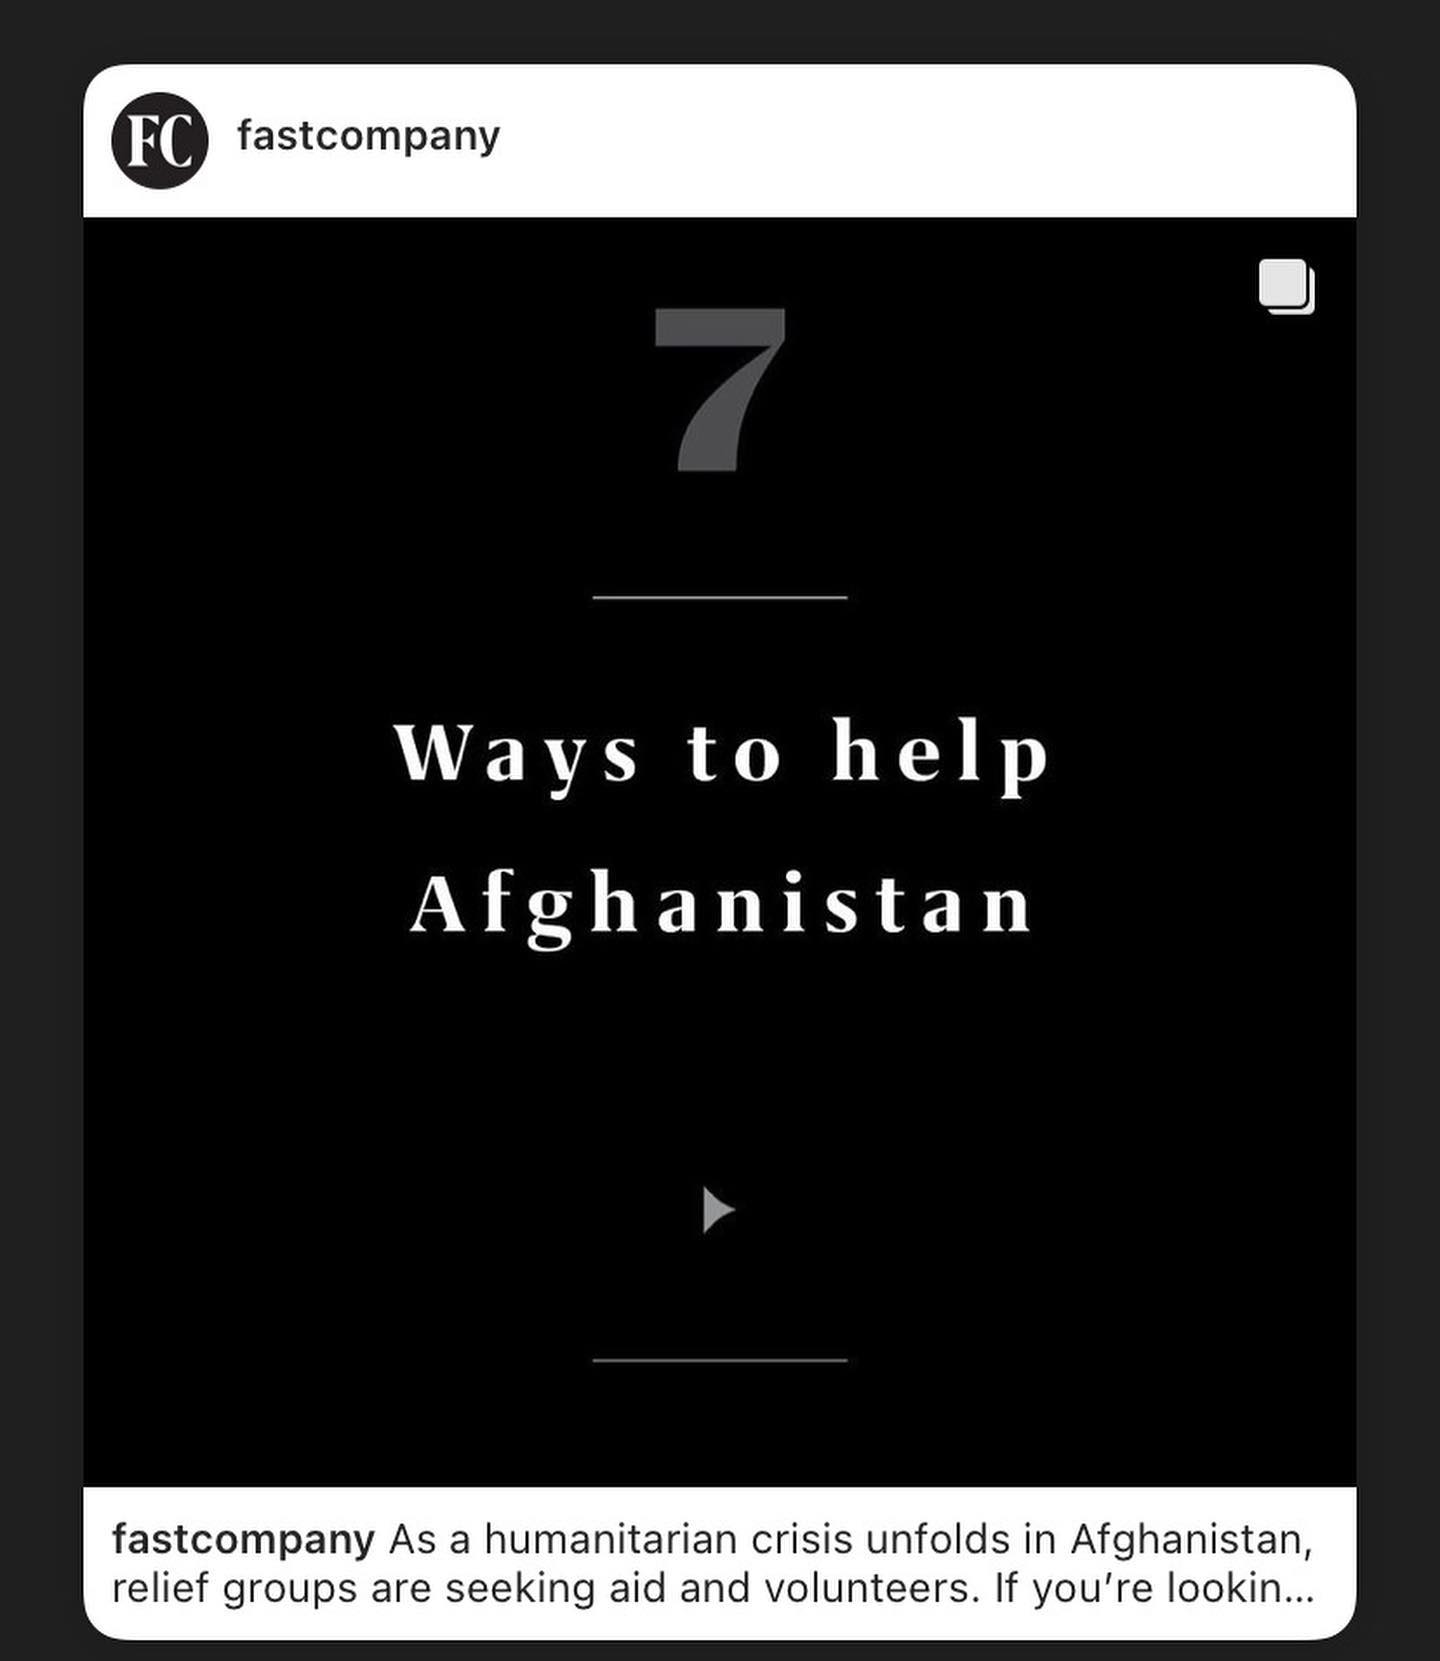 FC
fastcompany
7
Ways to help
Afghanistan
fastcompany As a humanitarian crisis unfolds in Afghanistan,
relief groups are seeking aid and volunteers. If you’re lookin...